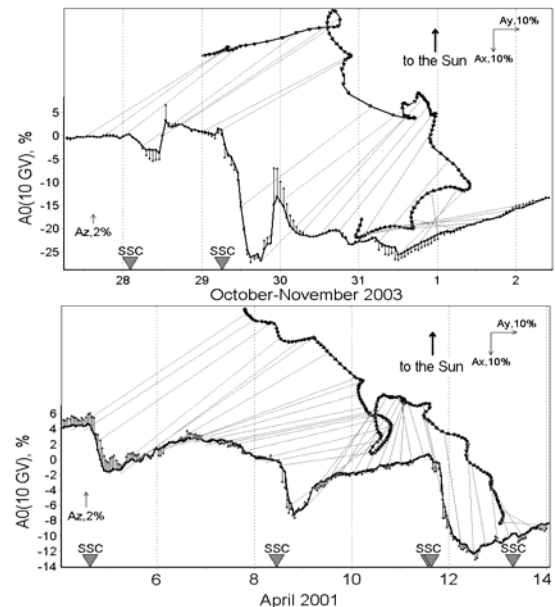 Ay,10%
to the Sun
Ax,10%
A0(10 GV), %
5
0
-5
-10
-15
-20
-25
Az,2%
SSC
SSC
28
29
30
31
1
2
October-November 2003
Ay,10%
to the Sun
Ax,10%
A0(10 GV), %
6
4
2
0
-2
-4
-6
-8
-10
-12
-14
Az,2%
SSC
SSC
SSC
SSC
6
8
10
12
14
April 2001